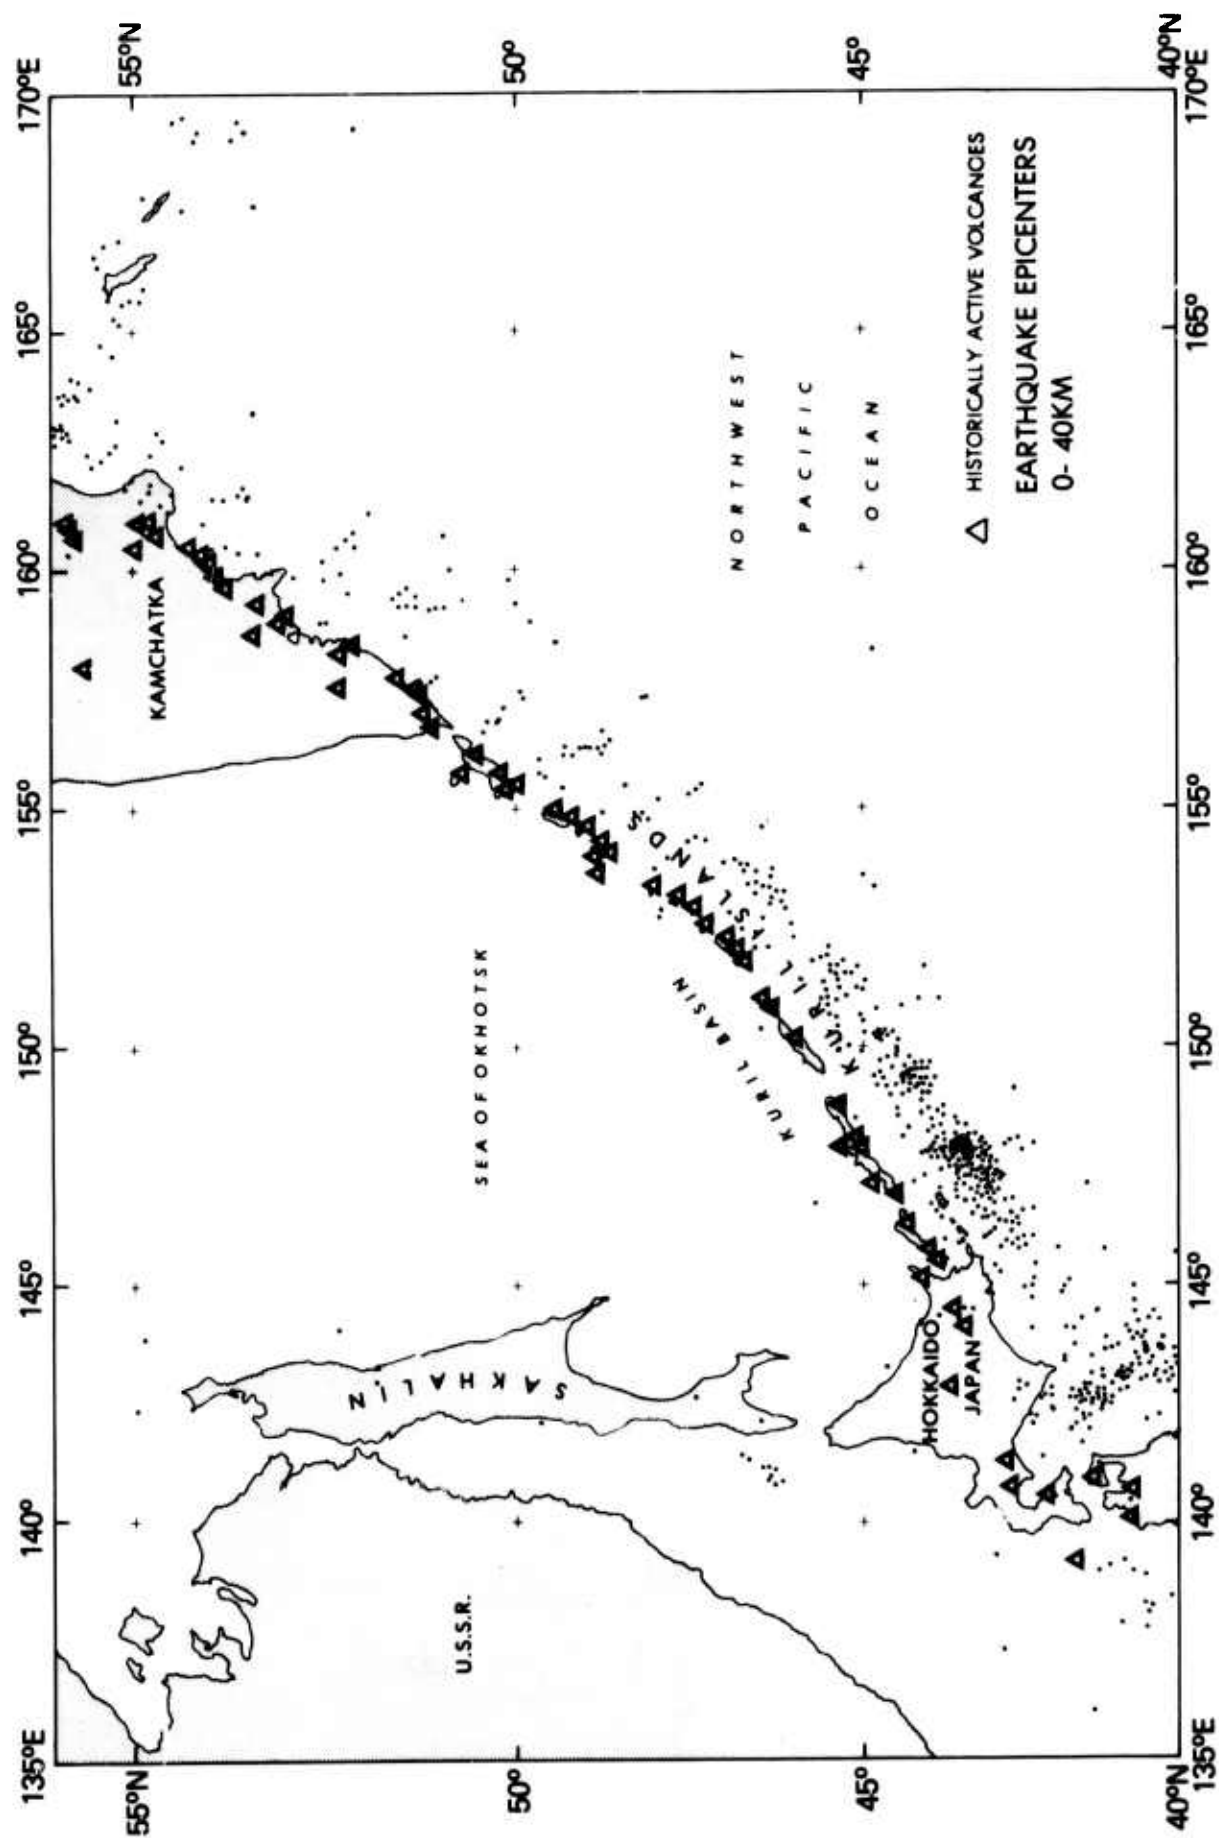 135°E
140°
145°
150°
155°
160°
165°
170°E
55°N
55°N
KAMCHATKA
50°
50°
SAKHALIN
SEA OF OKHOTSK
U.S.S.R.
KURIL BASIN
KURIL ISLANDS
NORTHWEST
PACIFIC
OCEAN
45°
45°
HOKKAIDO
JAPAN
HISTORICALLY ACTIVE VOLCANOES
EARTHQUAKE EPICENTERS
0- 40KM
40°N
40°N
135°E
140°
145°
150°
155°
160°
165°
170°E